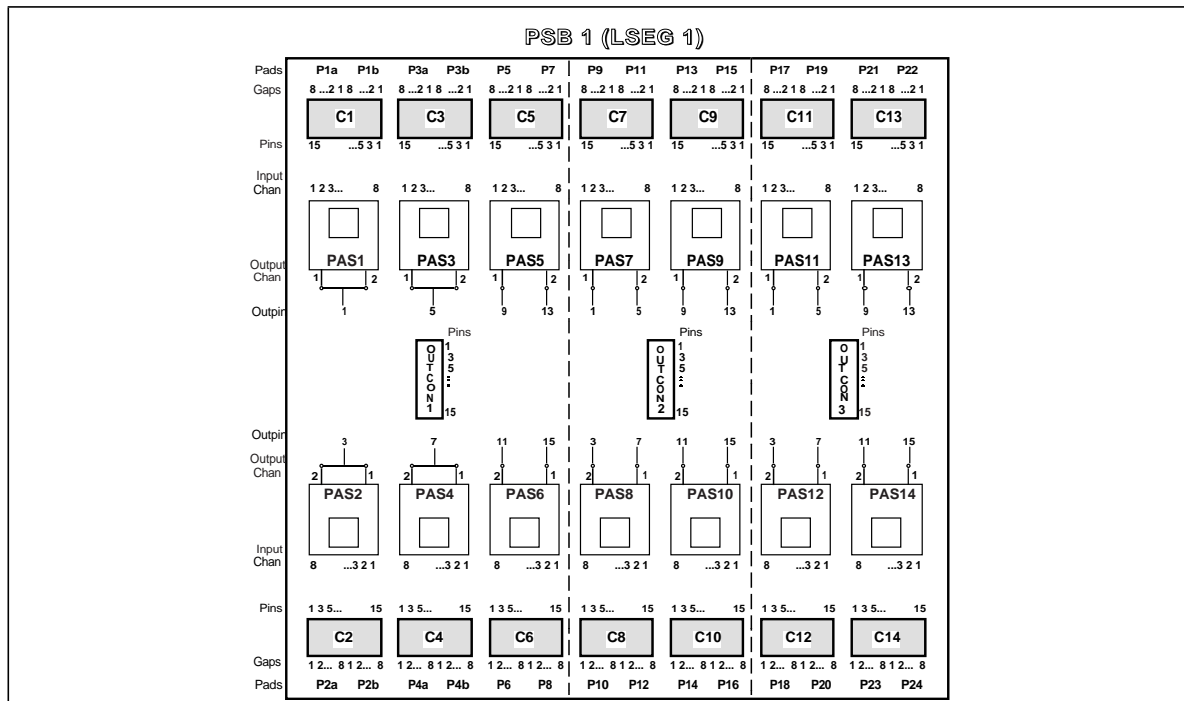 PSB 1 (LSEG 1)
Pads P1a P1b P3a P3b P5 P7 P9 P11 P13 P15 P17 P19 P21 P22
Gaps 8 ...2 1 8 ...2 1 8 ...2 1 8 ...2 1 8 ...2 1 8 ...2 1 8 ...2 1 8 ...2 1 8 ...2 1 8 ...2 1 8 ...2 1 8 ...2 1 8 ...2 1 8 ...2 1
C1 C3 C5 C7 C9 C11 C13
Pins 15 ...5 3 1 15 ...5 3 1 15 ...5 3 1 15 ...5 3 1 15 ...5 3 1 15 ...5 3 1 15 ...5 3 1
Input
Chan 1 2 3... 8 1 2 3... 8 1 2 3... 8 1 2 3... 8 1 2 3... 8 1 2 3... 8 1 2 3... 8
PAS1 PAS3 PAS5 PAS7 PAS9 PAS11 PAS13
Output
Chan 1 2 1 2 1 2 1 2 1 2 1 2 1 2
Outpin 1 5 9 13 1 5 9 13 1 5 9 13
Pins Pins Pins
OUTCON1 1 3 5 15 OUTCON2 1 3 5 15 OUTCON3 1 3 5 15
Outpin 3 7 11 15 3 7 11 15 3 7 11 15
Output
Chan 2 1 2 1 2 1 2 1 2 1 2 1 2 1
PAS2 PAS4 PAS6 PAS8 PAS10 PAS12 PAS14
Input
Chan 8 ...3 2 1 8 ...3 2 1 8 ...3 2 1 8 ...3 2 1 8 ...3 2 1 8 ...3 2 1 8 ...3 2 1
Pins 1 3 5... 15 1 3 5... 15 1 3 5... 15 1 3 5... 15 1 3 5... 15 1 3 5... 15 1 3 5... 15
C2 C4 C6 C8 C10 C12 C14
Gaps 1 2... 8 1 2... 8 1 2... 8 1 2... 8 1 2... 8 1 2... 8 1 2... 8 1 2... 8 1 2... 8 1 2... 8 1 2... 8 1 2... 8 1 2... 8 1 2... 8
Pads P2a P2b P4a P4b P6 P8 P10 P12 P14 P16 P18 P20 P23 P24